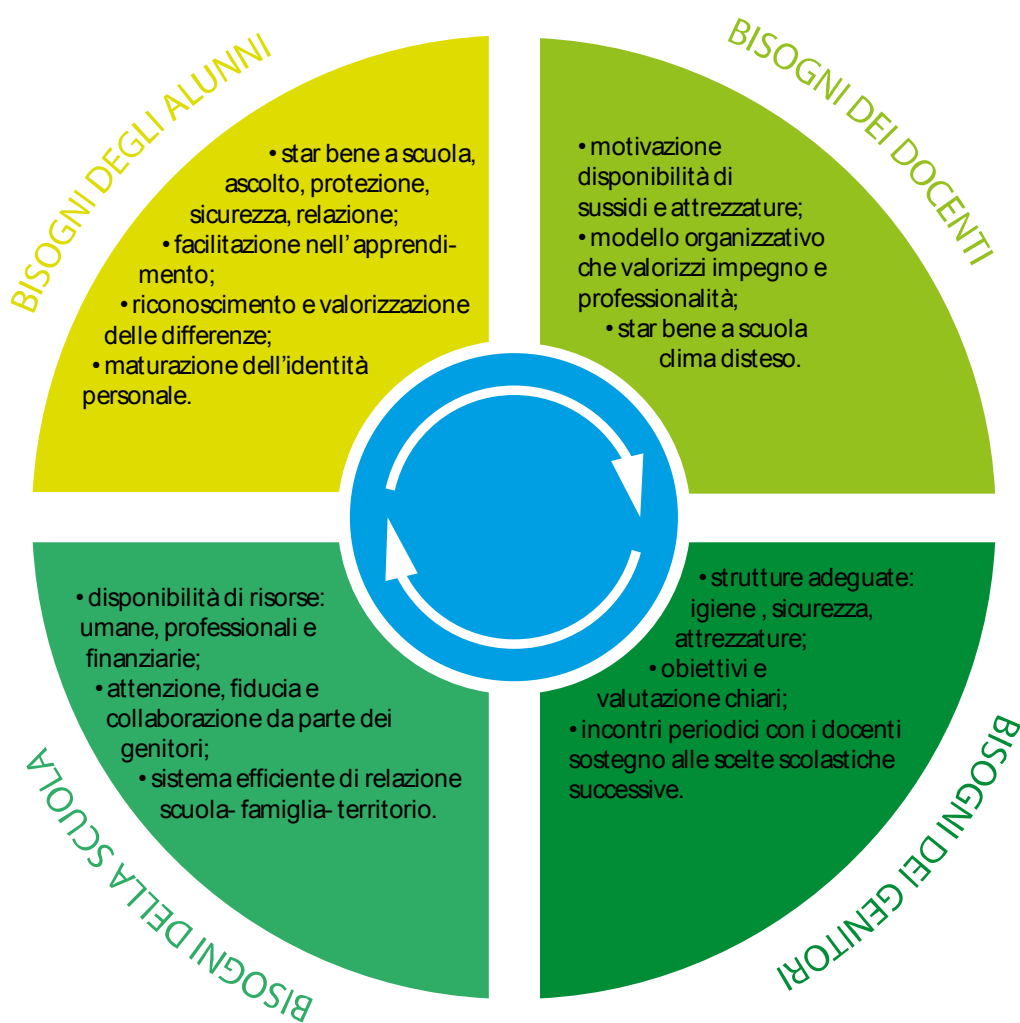 BISOGNI DEGLI ALUNNI
• star bene a scuola,
ascolto, protezione,
sicurezza, relazione;
• facilitazione nell' apprendi-
mento;
• riconoscimento e valorizzazione
delle differenze;
• maturazione dell'identità
personale.
BISOGNI DEI DOCENTI
• motivazione
disponibilità di
sussidi e attrezzature;
• modello organizzativo
che valorizzi impegno e
professionalità;
• star bene a scuola
clima disteso.
• disponibilità di risorse:
umane, professionali e
finanziarie;
• attenzione, fiducia e
collaborazione da parte dei
genitori;
• sistema efficiente di relazione
scuola- famiglia- territorio.
BISOGNI DELLA SCUOLA
• strutture adeguate:
igiene , sicurezza,
attrezzature;
• obiettivi e
valutazione chiari;
• incontri periodici con i docenti
sostegno alle scelte scolastiche
successive.
BISOGNI DEI GENITORI